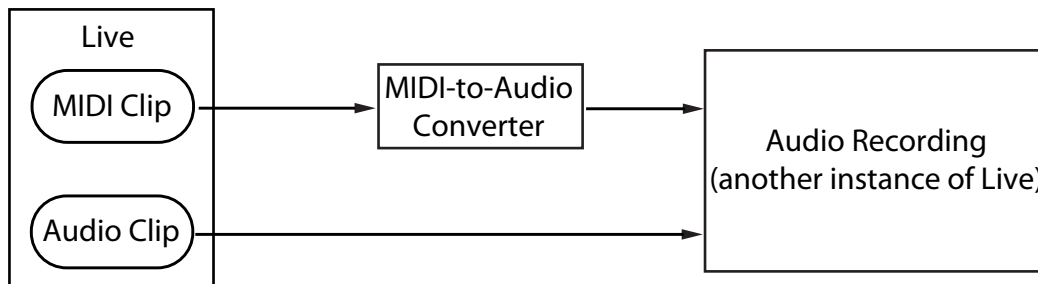 Live
MIDI Clip
MIDI-to-Audio
Converter
Audio Recording
(another instance of Live)
Audio Clip